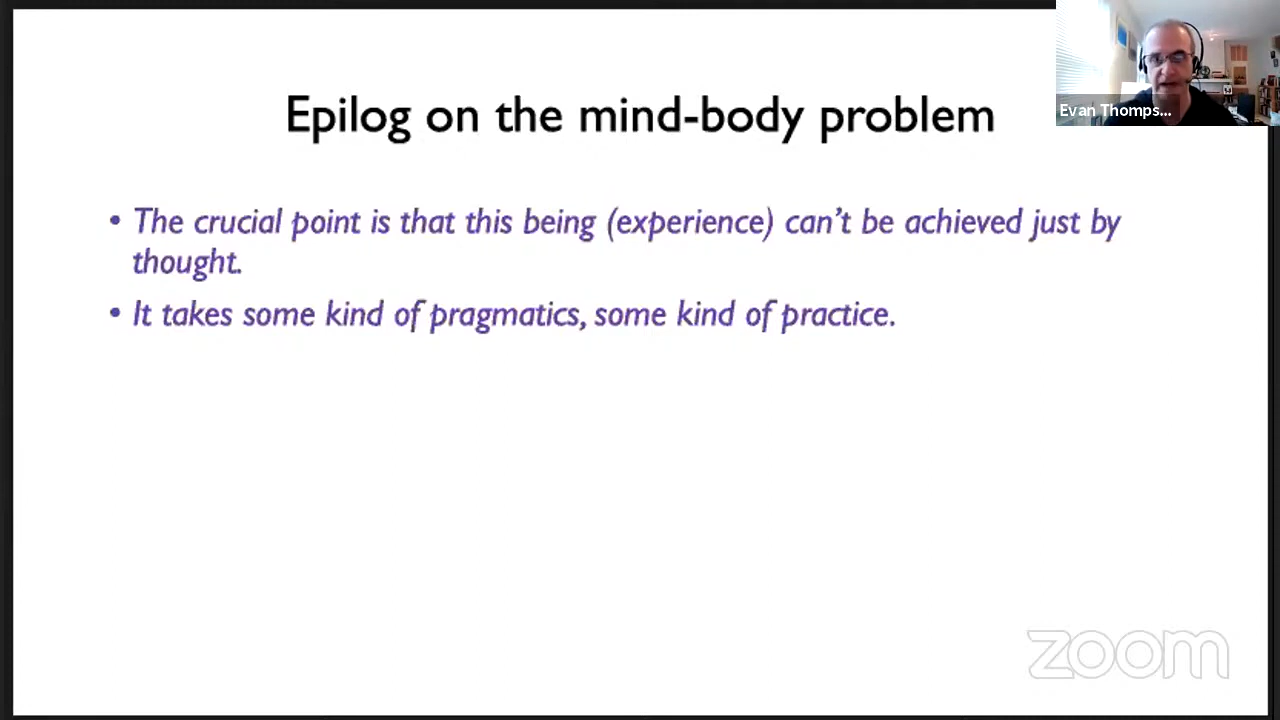 Epilog on the mind-body problem
Evan Thomps...
• The crucial point is that this being (experience) can't be achieved just by
thought.
• It takes some kind of pragmatics, some kind of practice.
zoom